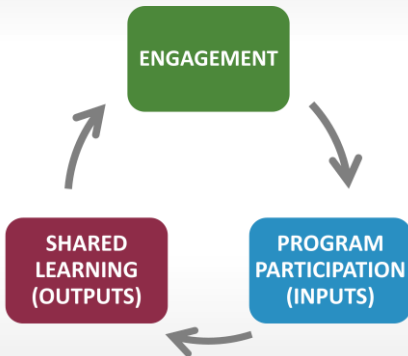 ENGAGEMENT
SHARED
LEARNING
(OUTPUTS)
PROGRAM
PARTICIPATION
(INPUTS)